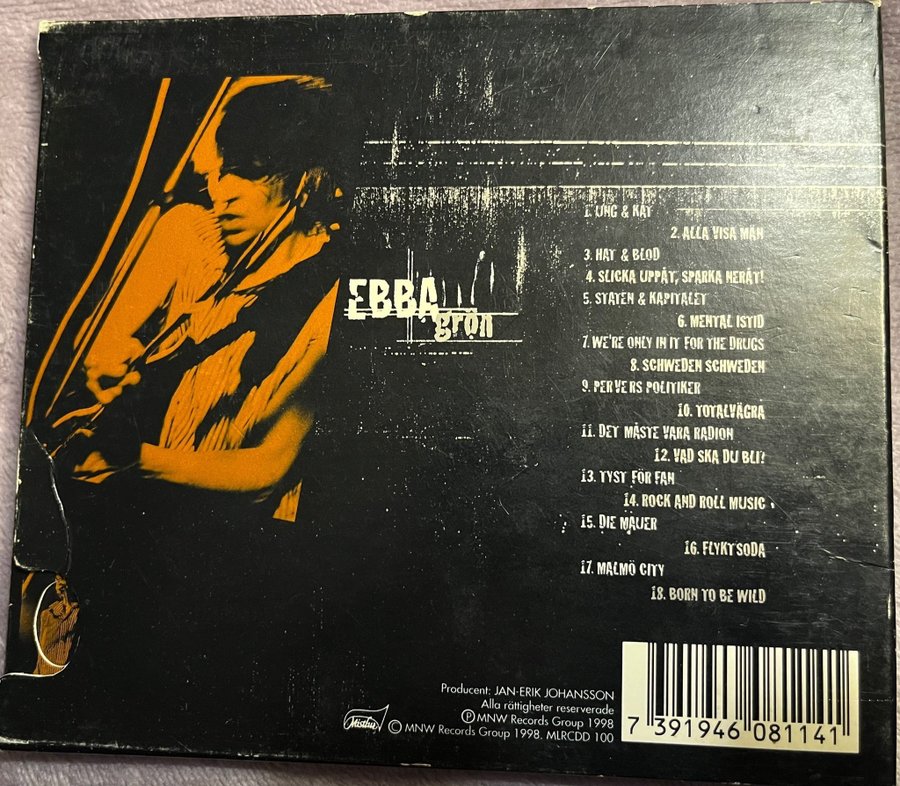 EBBA
grön
1. UNG & KÅT
2. ALLA VISA MÄN
3. HAT & BLOD
4. SLICKA UPPÅT, SPARKA NERÅT!
5. STATEN & KAPITALET
6. MENTAL ISTID
7. WE'RE ONLY IN IT FOR THE DRUGS
8. SCHWEDEN SCHWEDEN
9. PERVERS POLITIKER
10. TOTALVÄGRA
11. DET MÅSTE VARA RADION
12. VAD SKA DU BLI?
13. TYST FÖR FAN
14. ROCK AND ROLL MUSIC
15. DIE MAUER
16. FLYKTSODA
17. MALMÖ CITY
18. BORN TO BE WILD
Producent: JAN-ERIK JOHANSSON
Alla rättigheter reserverade
Ⓟ MNW Records Group 1998
Mistlur © MNW Records Group 1998. MLRCDD 100
7 391946 081141